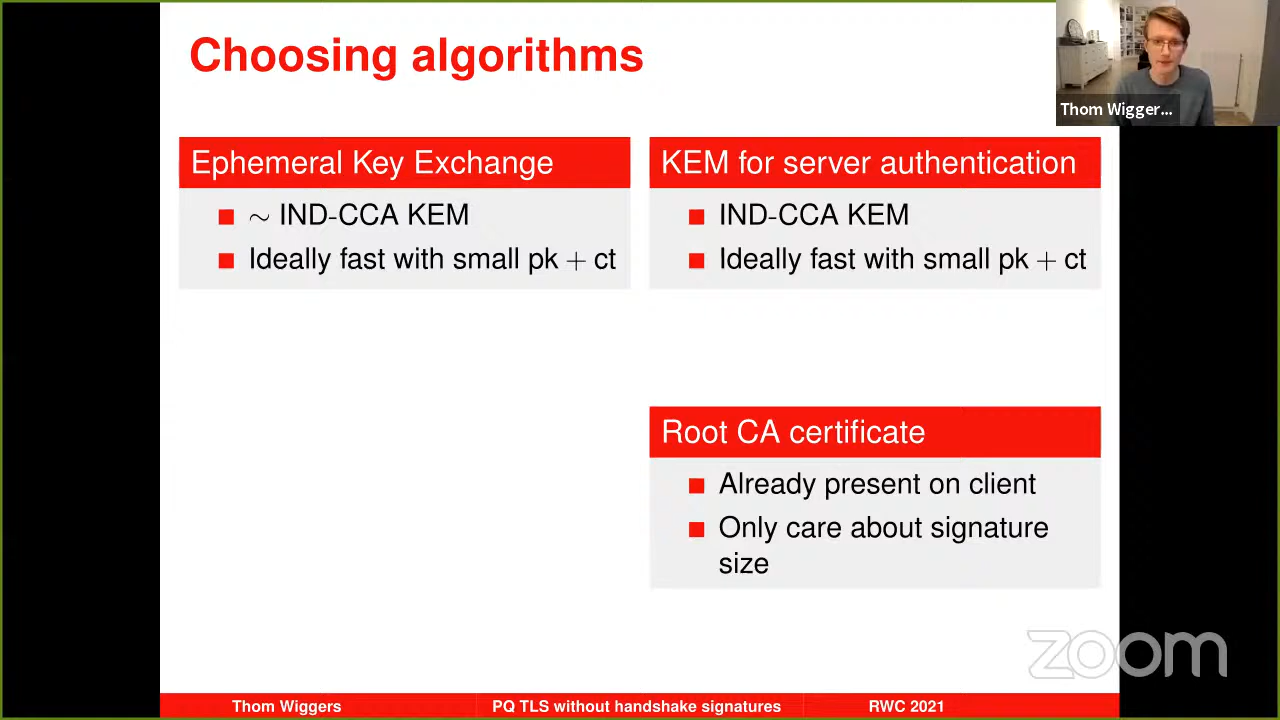 Choosing algorithms
Thom Wigger...
Ephemeral Key Exchange
∼ IND-CCA KEM
Ideally fast with small pk + ct
KEM for server authentication
IND-CCA KEM
Ideally fast with small pk + ct
Root CA certificate
Already present on client
Only care about signature
size
zoom
Thom Wiggers
PQ TLS without handshake signatures
RWC 2021